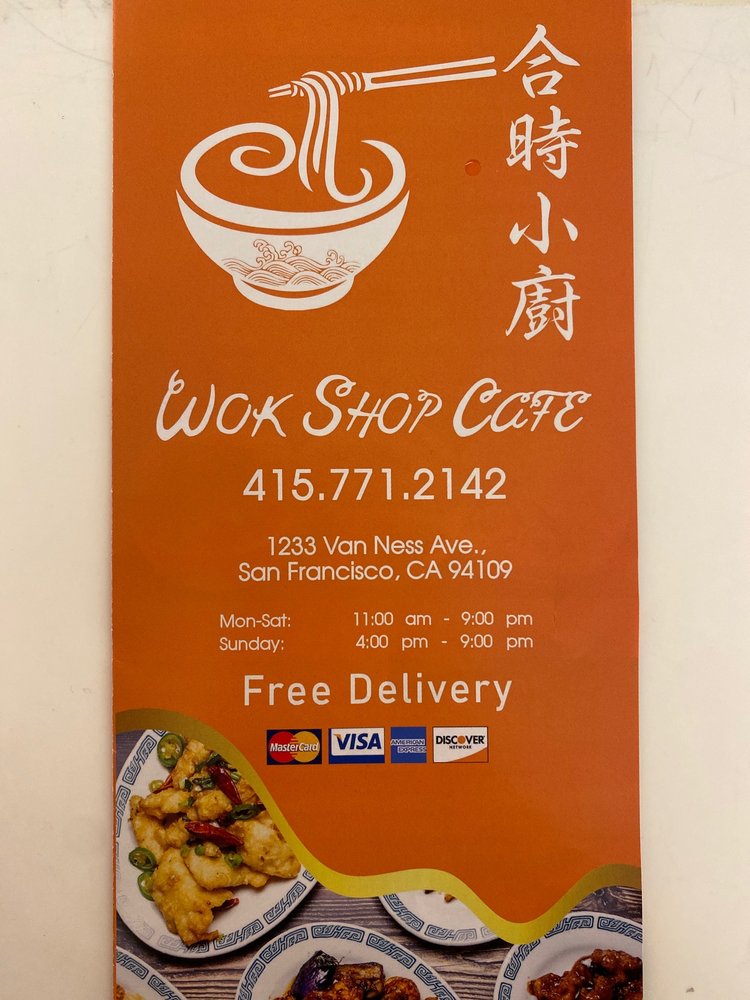 合時小廚
WOK SHOP CAFE
415.771.2142
1233 Van Ness Ave.,
San Francisco, CA 94109
Mon-Sat: 11:00 am - 9:00 pm
Sunday: 4:00 pm - 9:00 pm
Free Delivery
MasterCard VISA AMERICAN EXPRESS DISCOVER NETWORK